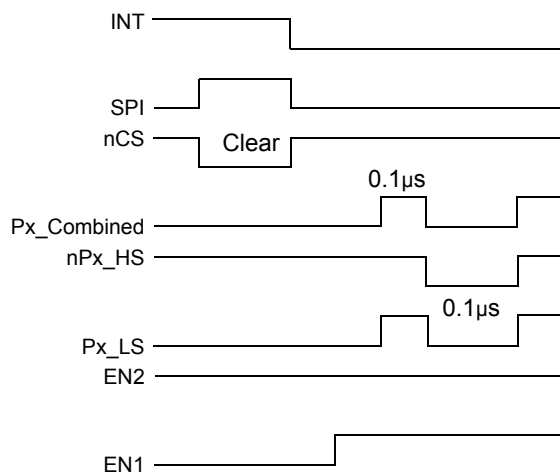 INT
SPI
nCS
Clear
0.1µs
Px_Combined
nPx_HS
0.1µs
Px_LS
EN2
EN1